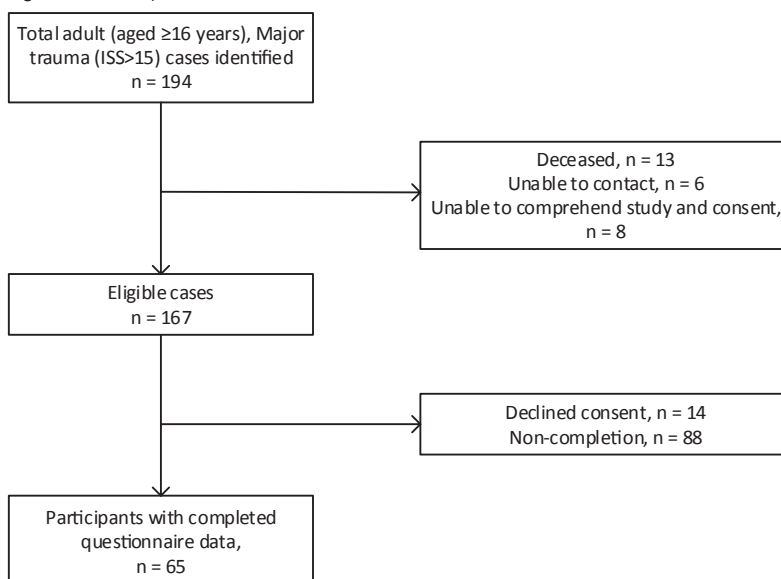 Total adult (aged ≥16 years), Major
trauma (ISS>15) cases identified
n = 194
Deceased, n = 13
Unable to contact, n = 6
Unable to comprehend study and consent,
n = 8
Eligible cases
n = 167
Declined consent, n = 14
Non-completion, n = 88
Participants with completed
questionnaire data,
n = 65